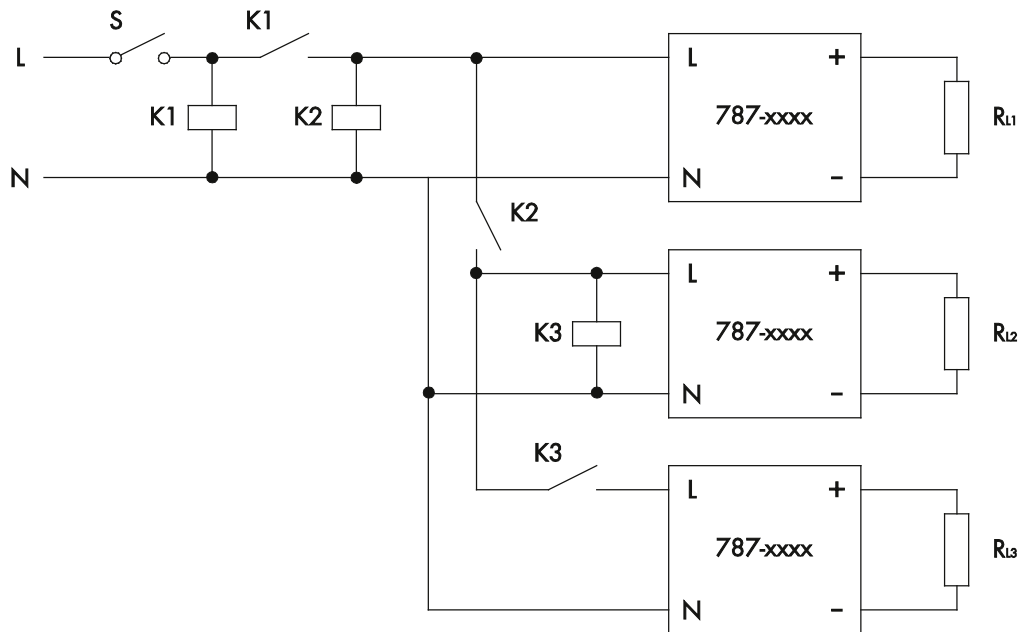 S K1
L
K1 K2
N
L + 
787-xxxx
N -
RL1
K2
L +
K3 787-xxxx
N -
RL2
K3
L +
787-xxxx
N -
RL3